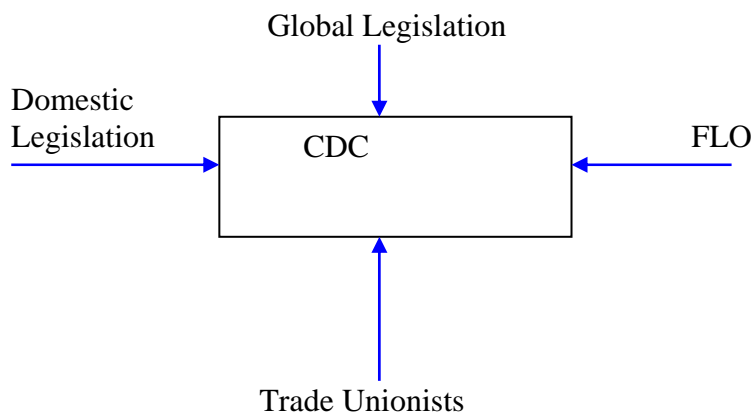 Global Legislation
Domestic
Legislation
CDC
FLO
Trade Unionists